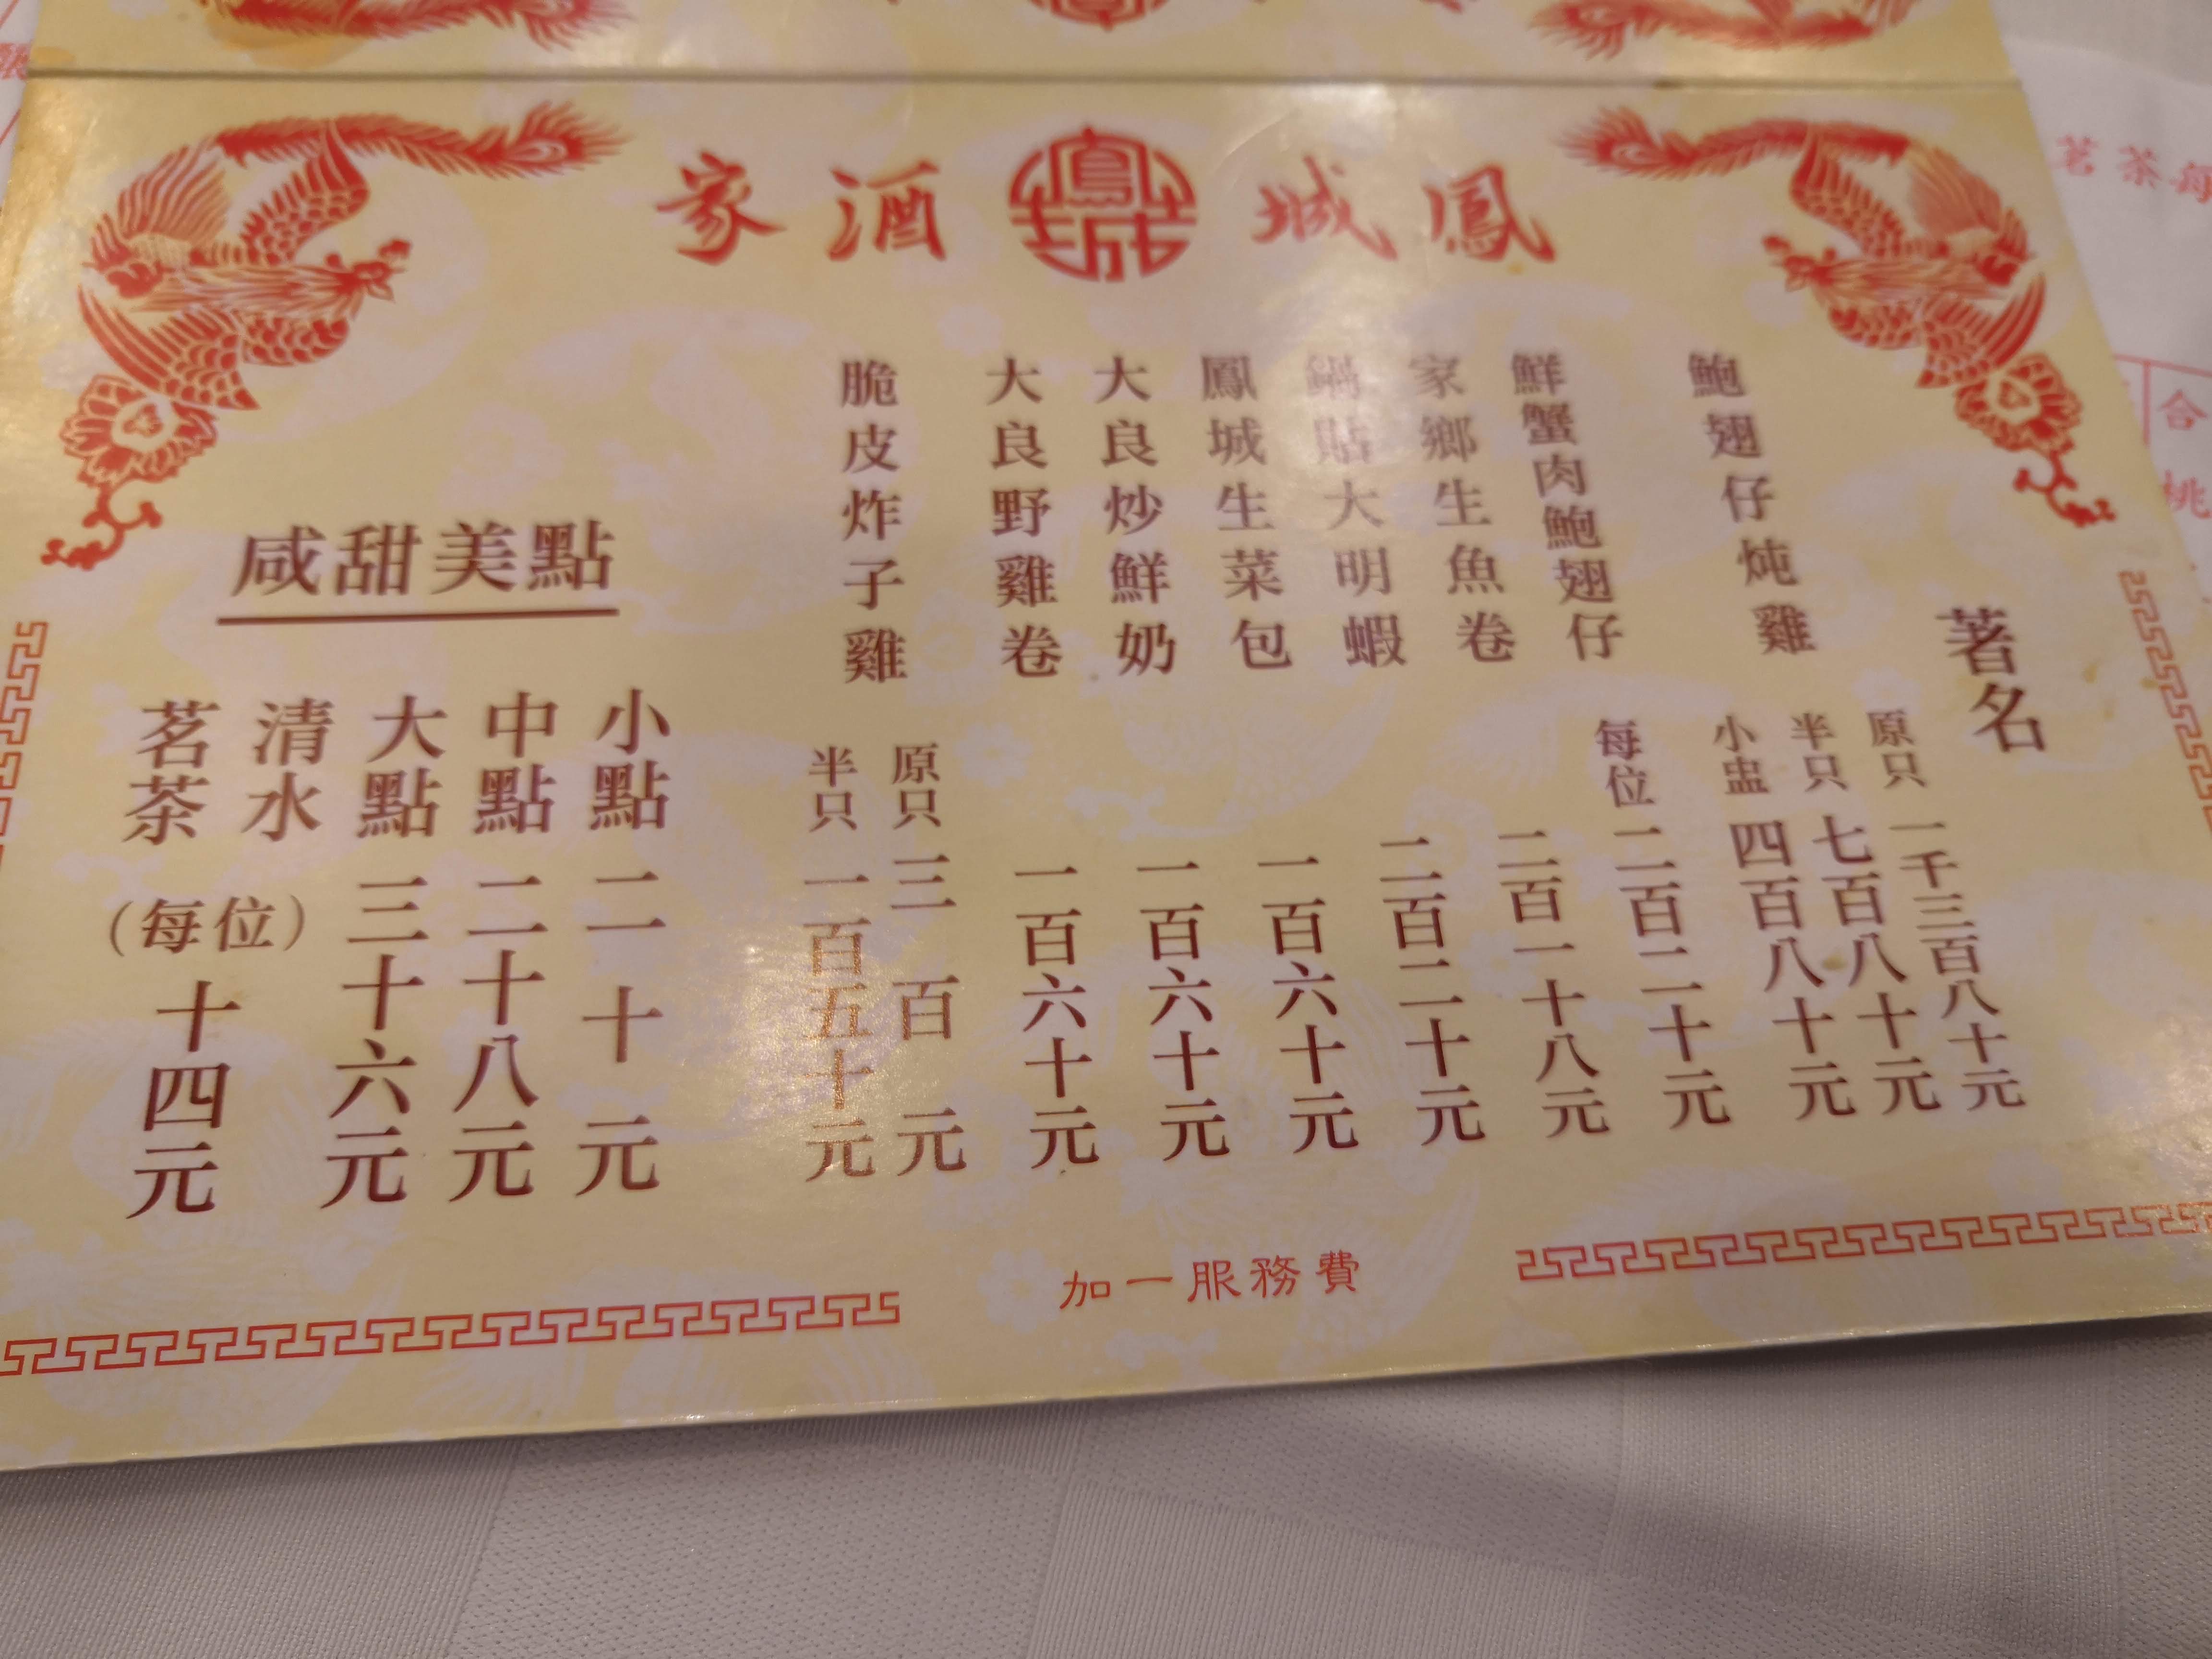 鳳城酒家
著名
鮑翅仔炖雞
原只 一千三百八十元
半只 七百八十元
小盅 四百八十元
鮮蟹肉鮑翅仔
每位 二百二十元
家鄉生魚卷
二百一十八元
鍋貼大明蝦
二百二十元
鳳城生菜包
一百六十元
大良炒鮮奶
一百六十元
大良野雞卷
一百六十元
脆皮炸子雞
原只 三百元
半只 一百五十元
咸甜美點
小點 二十元
中點 二十八元
大點 三十六元
清水
茗茶
(每位) 十四元
加一服務費
茗茶每
合桃